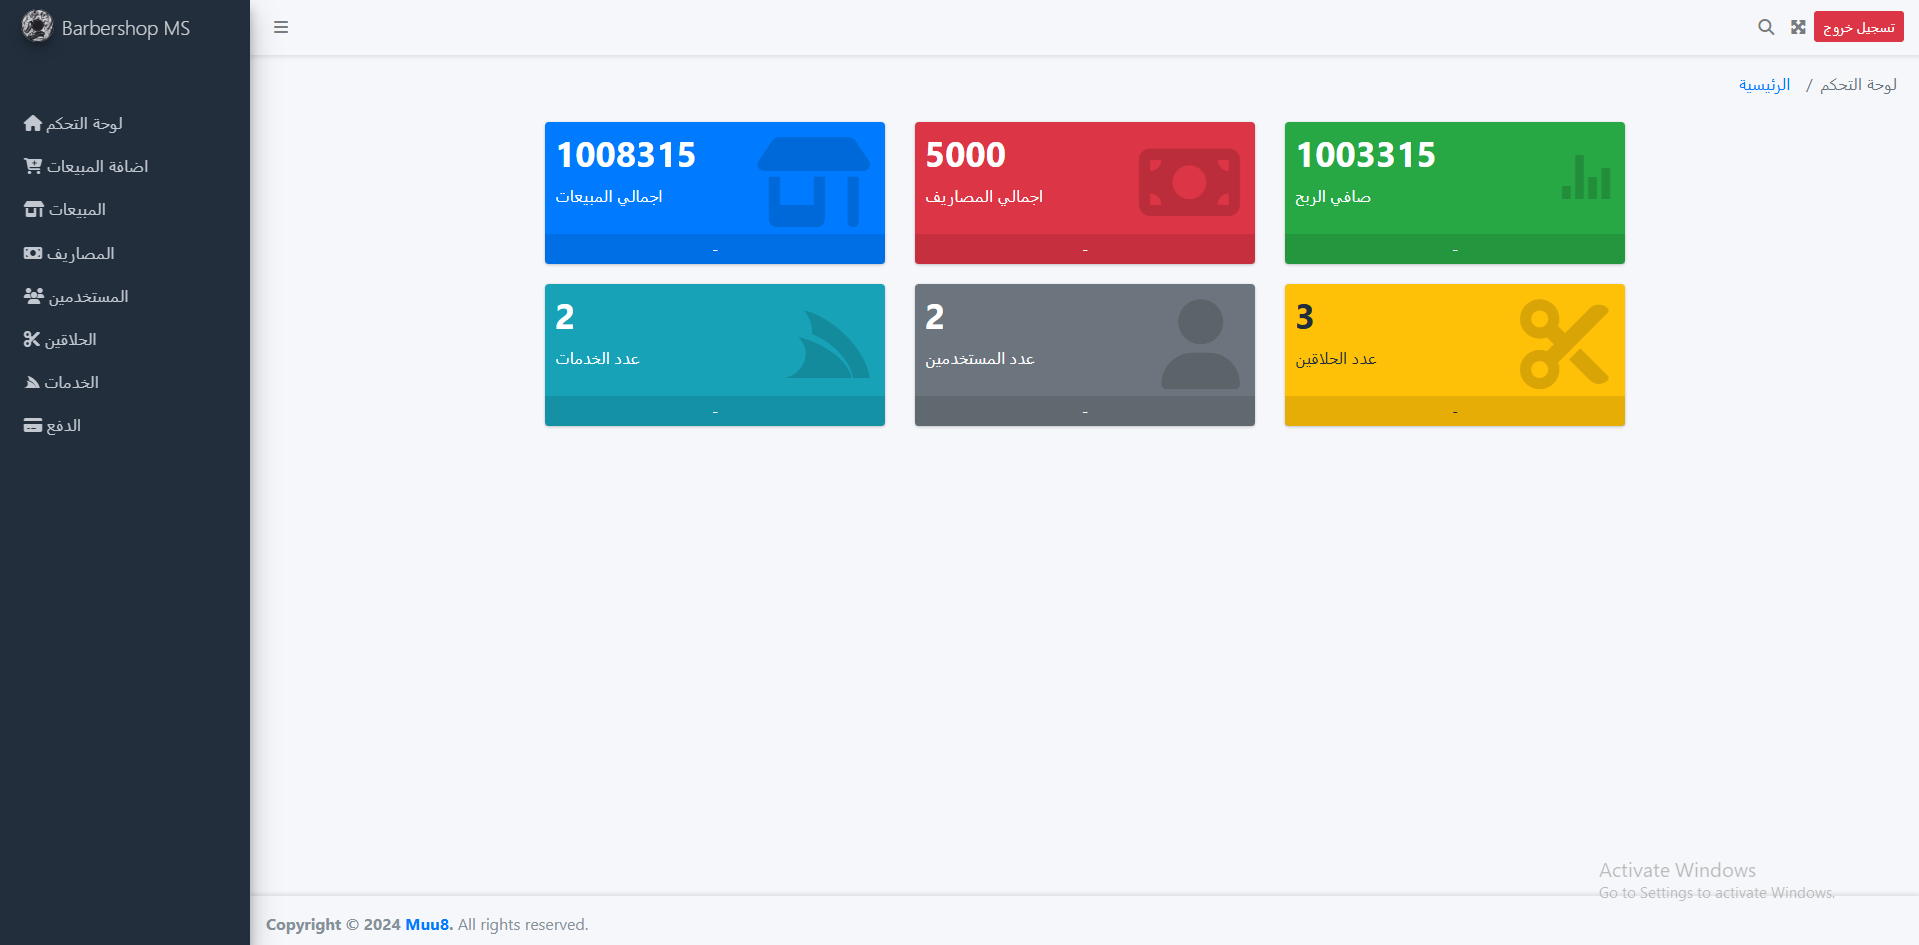 Barbershop MS
لوحة التحكم
اضافة المبيعات
المبيعات
المصاريف
المستخدمين
الحلاقين
الخدمات
الدفع
تسجيل خروج
الرئيسية / لوحة التحكم
1008315
اجمالي المبيعات
-
5000
اجمالي المصاريف
-
1003315
صافي الربح
-
2
عدد الخدمات
-
2
عدد المستخدمين
-
3
عدد الحلاقين
-
Activate Windows
Go to Settings to activate Windows.
Copyright © 2024 Muu8. All rights reserved.